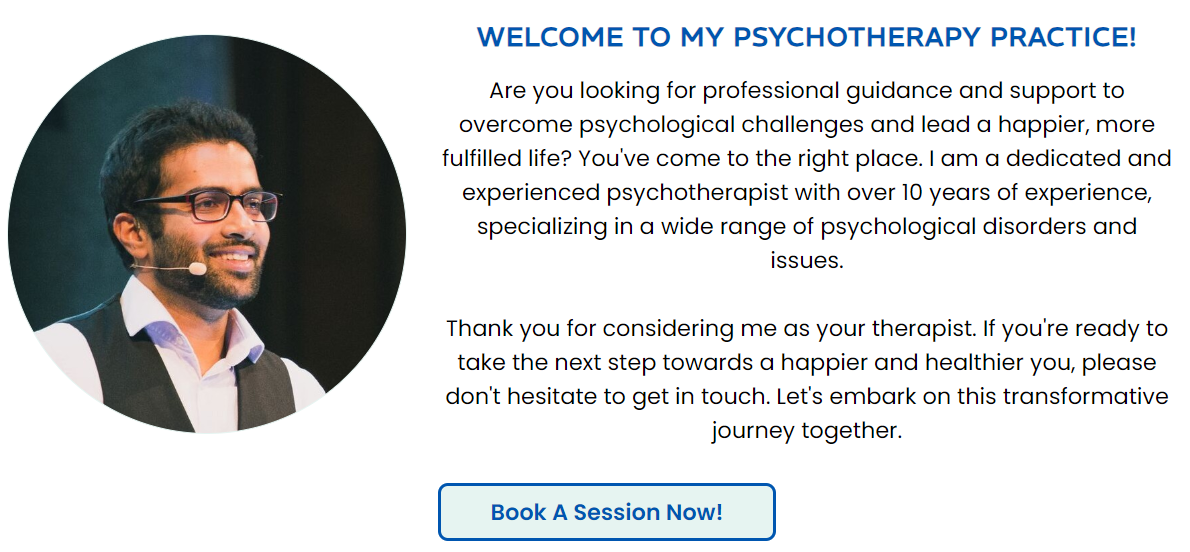 WELCOME TO MY PSYCHOTHERAPY PRACTICE!
Are you looking for professional guidance and support to
overcome psychological challenges and lead a happier, more
fulfilled life? You've come to the right place. I am a dedicated and
experienced psychotherapist with over 10 years of experience,
specializing in a wide range of psychological disorders and
issues.
Thank you for considering me as your therapist. If you're ready to
take the next step towards a happier and healthier you, please
don't hesitate to get in touch. Let's embark on this transformative
journey together.
Book A Session Now!